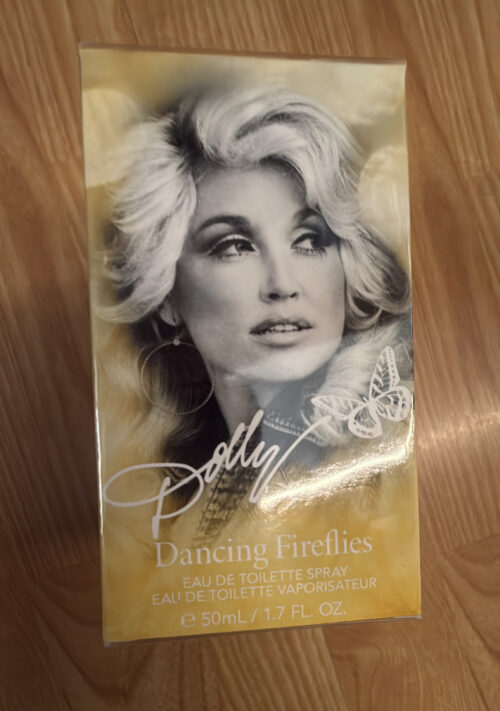 Dolly
Dancing Fireflies
EAU DE TOILETTE SPRAY
EAU DE TOILETTE VAPORISATEUR
℮ 50mL / 1.7 FL. OZ.